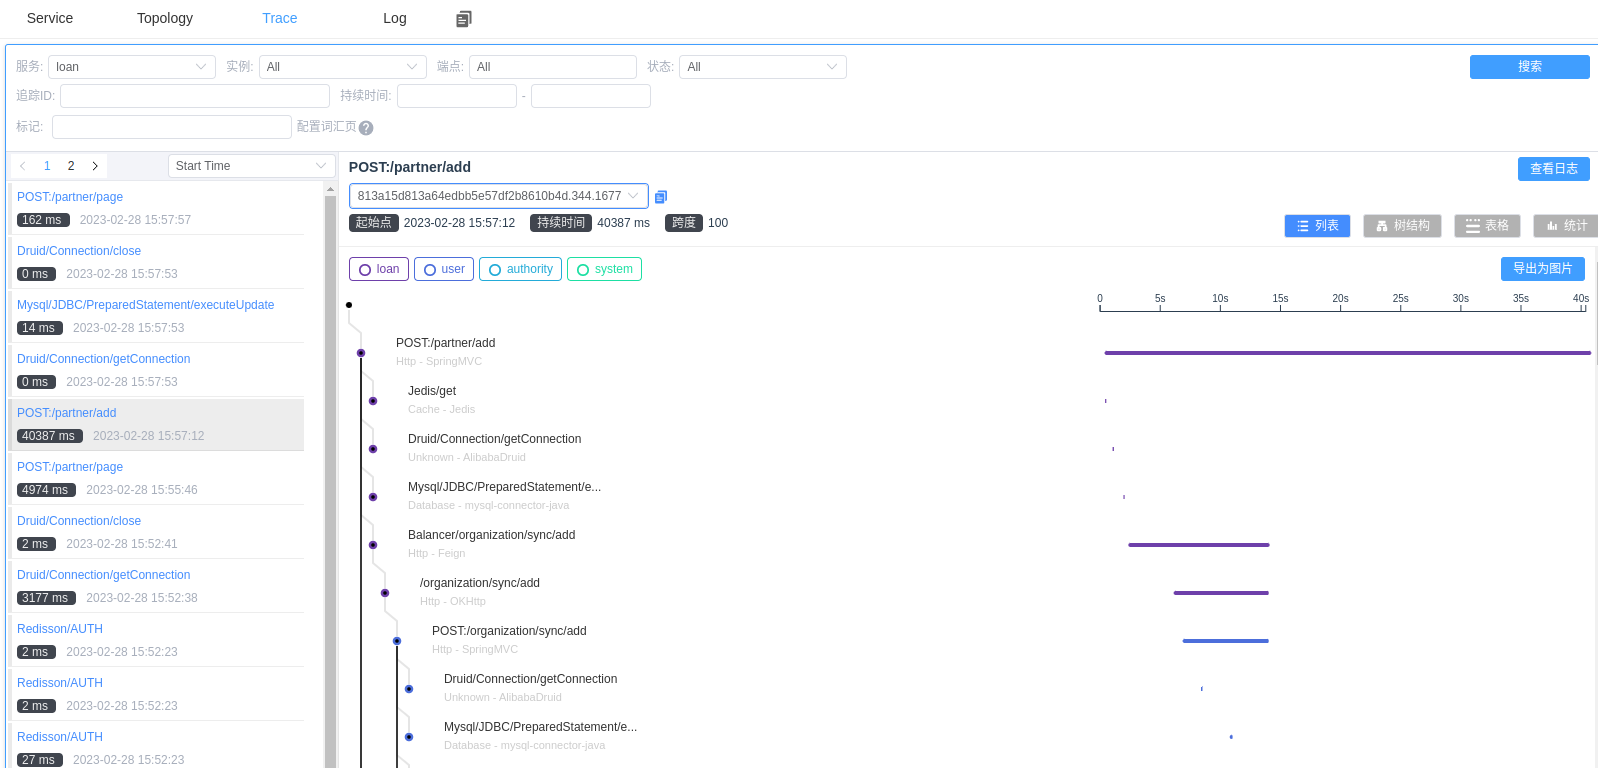 Service Topology Trace Log
服务: loan 实例: All 端点: All 状态: All 搜索
追踪ID: 持续时间: -
标记: 配置词汇页 ?
1 2 Start Time
POST:/partner/page
162 ms 2023-02-28 15:57:57
Druid/Connection/close
0 ms 2023-02-28 15:57:53
Mysql/JDBC/PreparedStatement/executeUpdate
14 ms 2023-02-28 15:57:53
Druid/Connection/getConnection
0 ms 2023-02-28 15:57:53
POST:/partner/add
40387 ms 2023-02-28 15:57:12
POST:/partner/page
4974 ms 2023-02-28 15:55:46
Druid/Connection/close
2 ms 2023-02-28 15:52:41
Druid/Connection/getConnection
3177 ms 2023-02-28 15:52:38
Redisson/AUTH
2 ms 2023-02-28 15:52:23
Redisson/AUTH
2 ms 2023-02-28 15:52:23
Redisson/AUTH
27 ms 2023-02-28 15:52:23
POST:/partner/add 查看日志
813a15d813a64edbb5e57df2b8610b4d.344.1677
起始点 2023-02-28 15:57:12 持续时间 40387 ms 跨度 100
列表 树结构 表格 统计
loan user authority system 导出为图片
0 5s 10s 15s 20s 25s 30s 35s 40s
POST:/partner/add
Http - SpringMVC
Jedis/get
Cache - Jedis
Druid/Connection/getConnection
Unknown - AlibabaDruid
Mysql/JDBC/PreparedStatement/e...
Database - mysql-connector-java
Balancer/organization/sync/add
Http - Feign
/organization/sync/add
Http - OKHttp
POST:/organization/sync/add
Http - SpringMVC
Druid/Connection/getConnection
Unknown - AlibabaDruid
Mysql/JDBC/PreparedStatement/e...
Database - mysql-connector-java